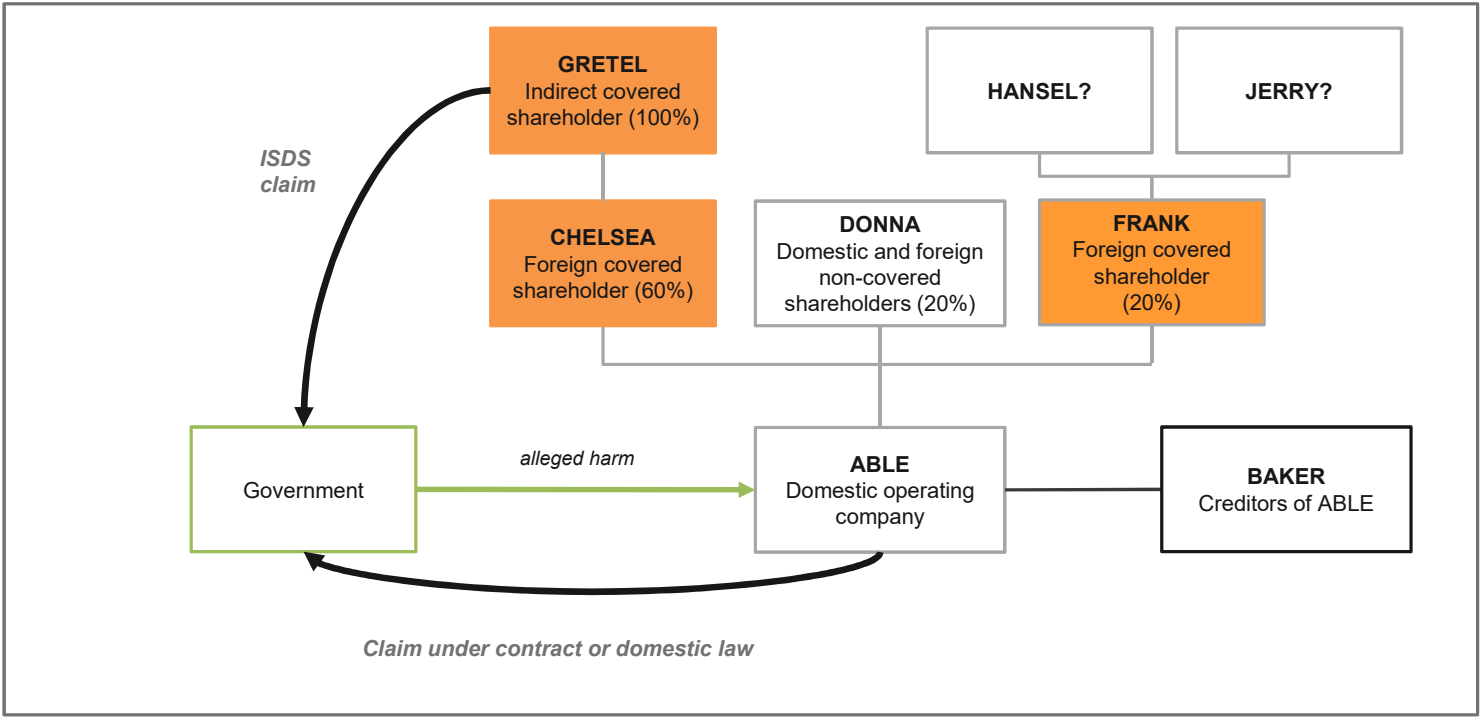 GRETEL
Indirect covered
shareholder (100%)
HANSEL?
JERRY?
ISDS
claim
CHELSEA
Foreign covered
shareholder (60%)
DONNA
Domestic and foreign
non-covered
shareholders (20%)
FRANK
Foreign covered
shareholder
(20%)
Government
alleged harm
ABLE
Domestic operating
company
BAKER
Creditors of ABLE
Claim under contract or domestic law